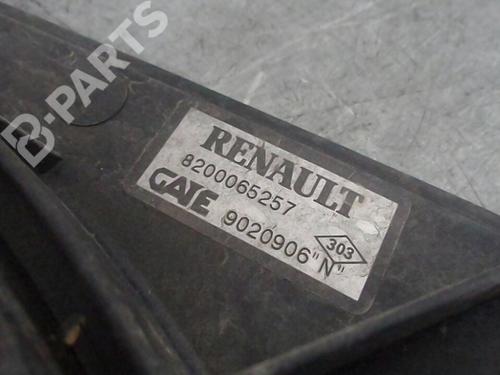 B-PARTS
RENAULT
8200065257
GATE
9020906 "N"
303